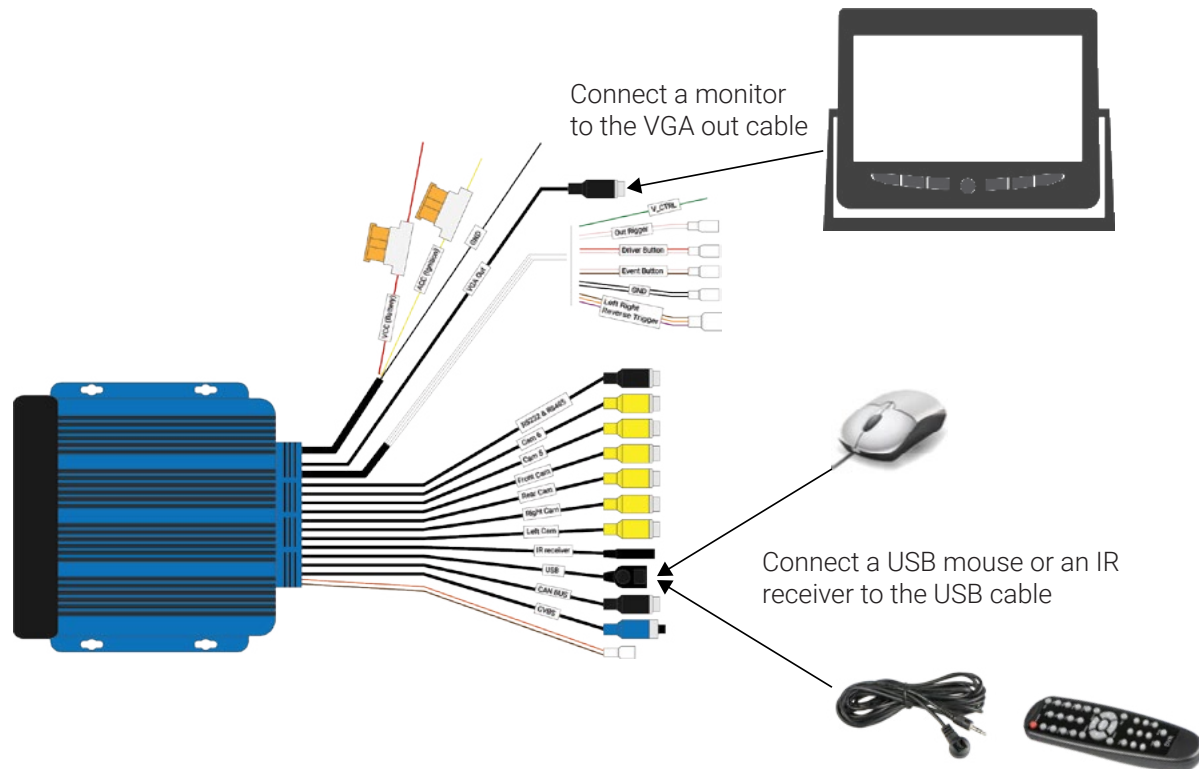 Connect a monitor
to the VGA out cable
VCC (Battery)
ACC (Ignition)
GND
VGA Out
V_CTRL
Out Trigger
Driver Button
Event Button
GND
Left Right
Reverse Trigger
RS232 & RS485
Cam 6
Cam 5
Front Cam
Rear Cam
Right Cam
Left Cam
IR receiver
USB
CAN BUS
CVBS
Connect a USB mouse or an IR
receiver to the USB cable